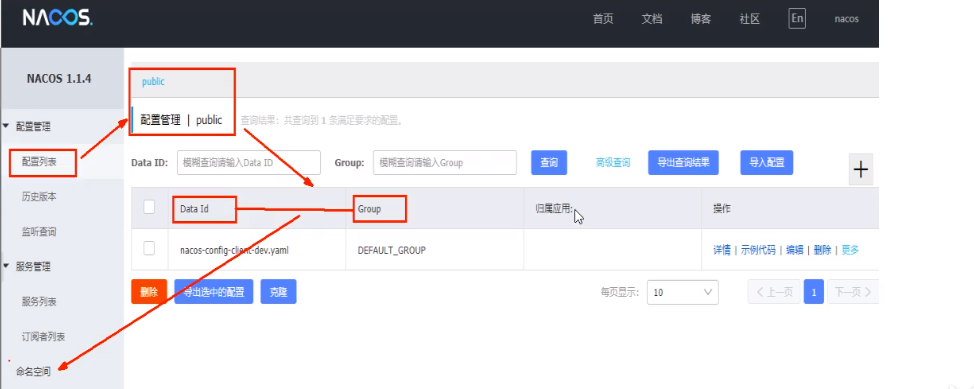 NACOS.
首页 文档 博客 社区 En nacos
NACOS 1.1.4
配置管理
配置列表
历史版本
监听查询
服务管理
服务列表
订阅者列表
命名空间
public
配置管理 | public 查询结果：共查询到 1 条满足要求的配置。
Data ID: 模糊查询请输入Data ID Group: 模糊查询请输入Group 查询 高级查询 导出查询结果 导入配置 +
Data Id Group 归属应用: 操作
nacos-config-client-dev.yaml DEFAULT_GROUP 详情 | 示例代码 | 编辑 | 删除 | 更多
删除 导出选中的配置 克隆 每页显示: 10 < 上一页 1 下一页 >